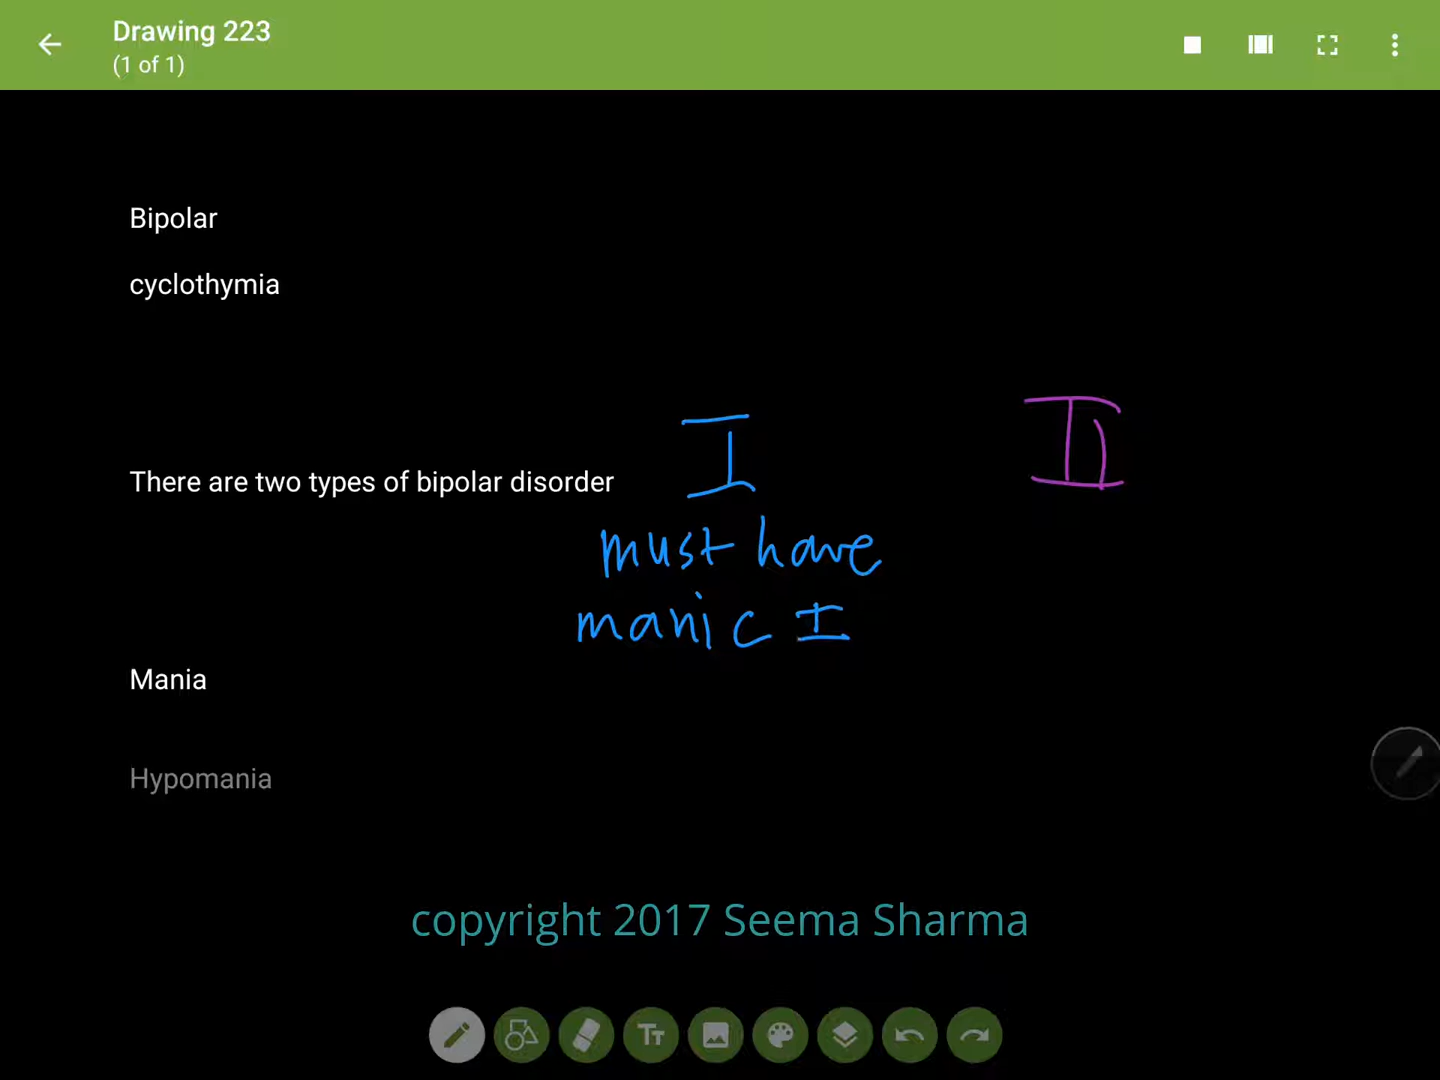 Drawing 223
(1 of 1)
Bipolar
cyclothymia
There are two types of bipolar disorder
I
II
must have
manic I
Mania
Hypomania
copyright 2017 Seema Sharma
TT